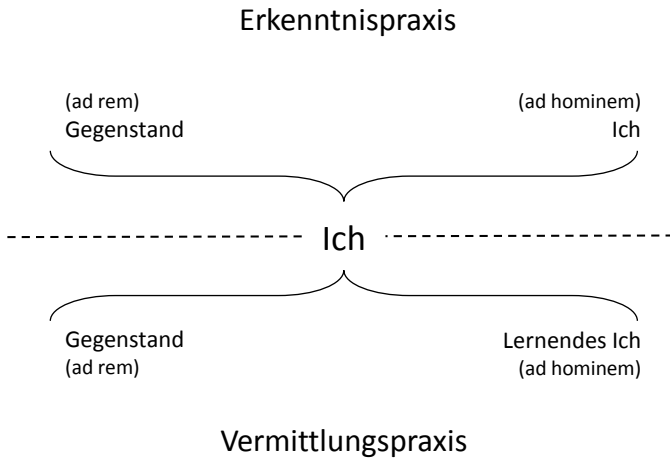 Erkenntnispraxis
(ad rem) (ad hominem)
Gegenstand Ich
Ich
Gegenstand Lernendes Ich
(ad rem) (ad hominem)
Vermittlungspraxis